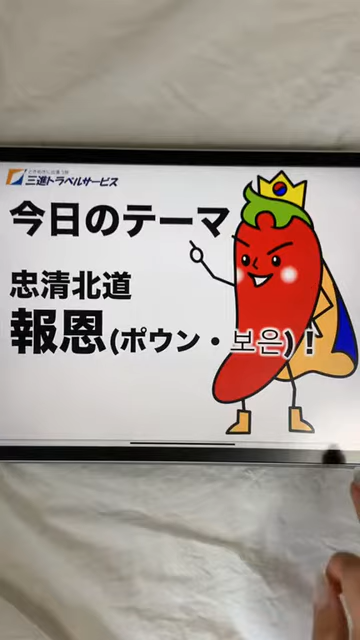 三進トラベルサービス
今日のテーマ
忠清北道
報恩(ポウン・보은)!